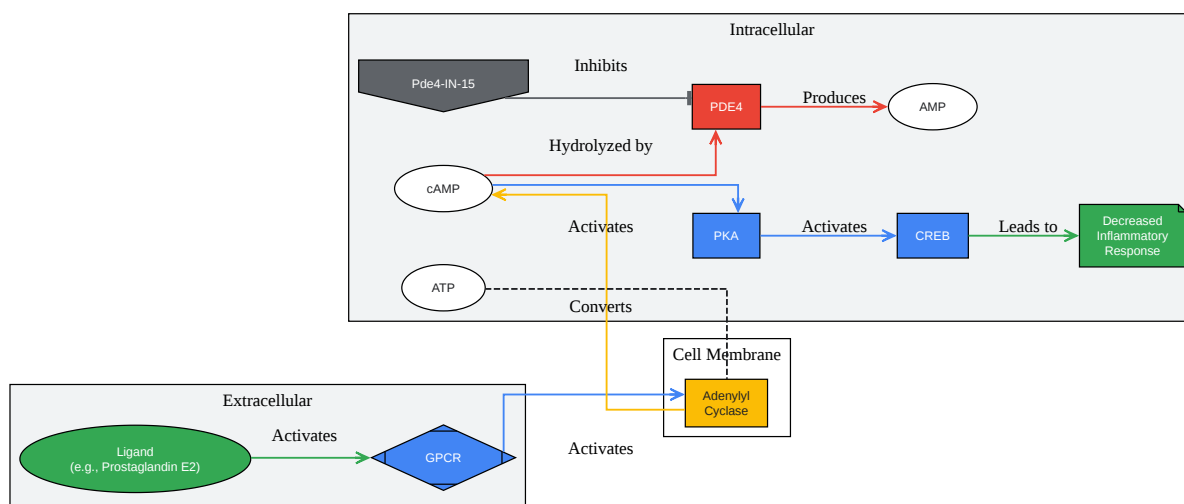 Intracellular
Inhibits
Pde4-IN-15
PDE4
Produces
AMP
Hydrolyzed by
cAMP
Activates
PKA
Activates
CREB
Leads to
Decreased
Inflammatory
Response
ATP
Converts
Cell Membrane
Adenylyl
Cyclase
Extracellular
Activates
Ligand
(e.g., Prostaglandin E2)
GPCR
Activates